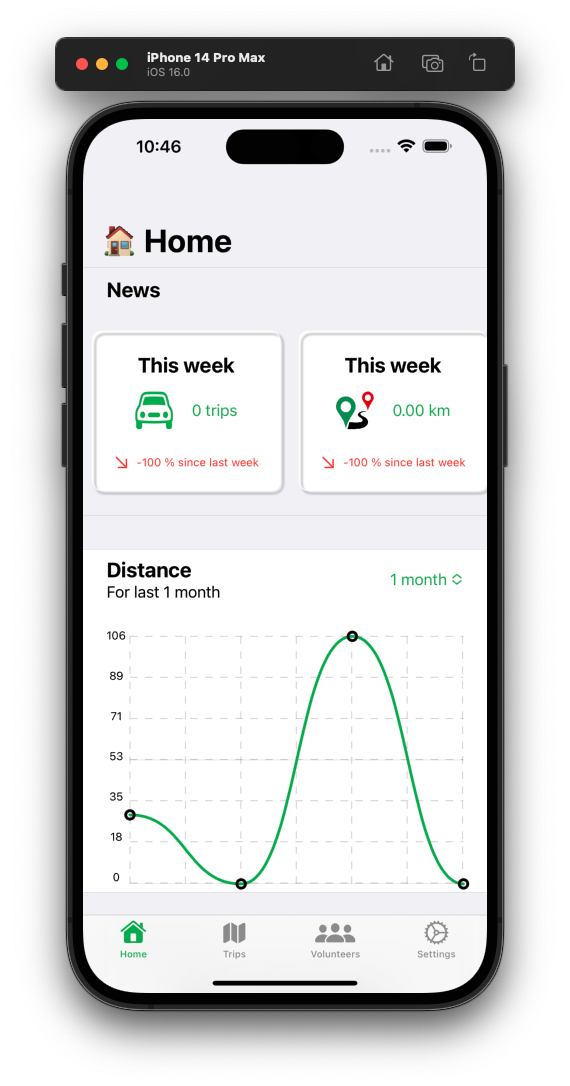 iPhone 14 Pro Max
iOS 16.0
10:46
Home
News
This week
0 trips
-100 % since last week
This week
0.00 km
-100 % since last week
Distance
For last 1 month
1 month
106
89
71
53
35
18
0
Home
Trips
Volunteers
Settings